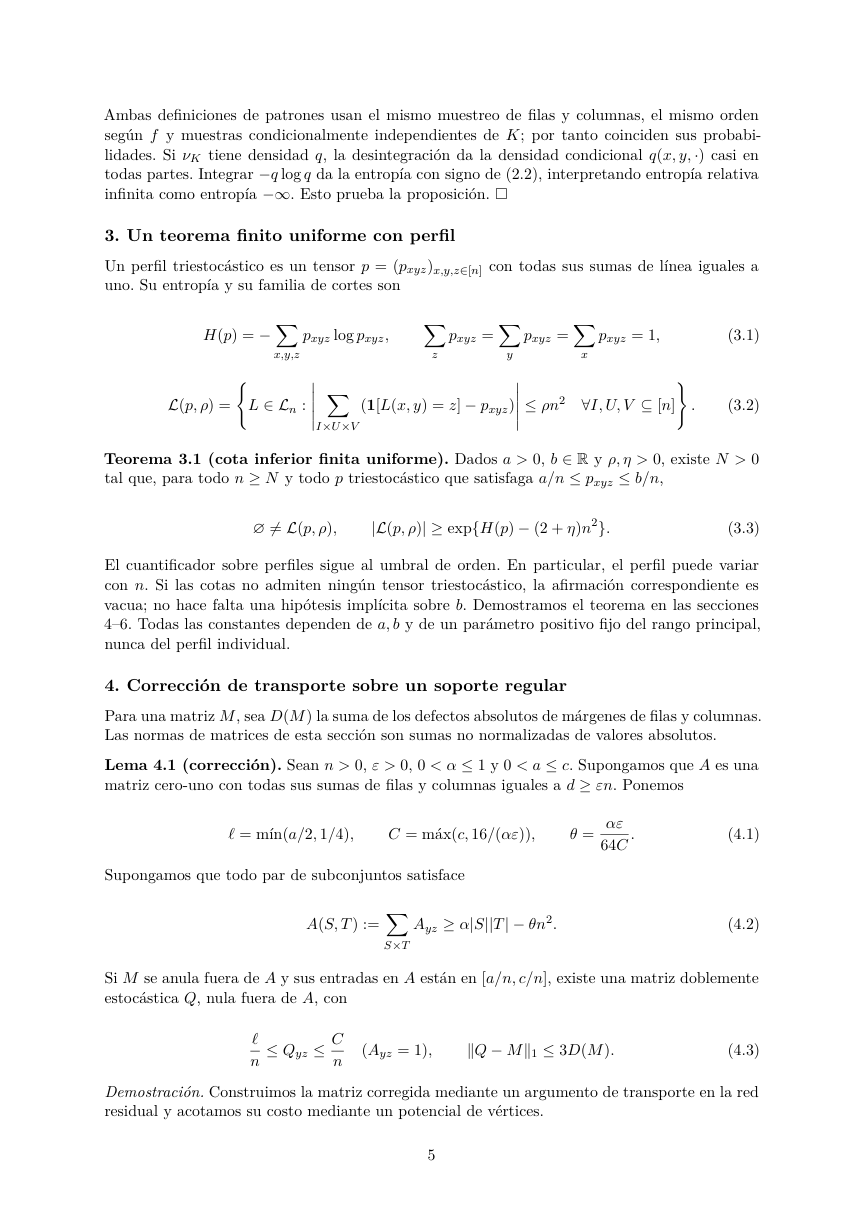 Ambas definiciones de patrones usan el mismo muestreo de filas y columnas, el mismo orden
según f y muestras condicionalmente independientes de K; por tanto coinciden sus probabi-
lidades. Si ν_K tiene densidad q, la desintegración da la densidad condicional q(x, y, ·) casi en
todas partes. Integrar −q log q da la entropía con signo de (2.2), interpretando entropía relativa
infinita como entropía −∞. Esto prueba la proposición. □
3. Un teorema finito uniforme con perfil
Un perfil triestocástico es un tensor p = (p_{xyz})_{x,y,z∈[n]} con todas sus sumas de línea iguales a
uno. Su entropía y su familia de cortes son
H(p) = − ∑_{x,y,z} p_{xyz} log p_{xyz}, ∑_z p_{xyz} = ∑_y p_{xyz} = ∑_x p_{xyz} = 1, (3.1)
ℒ(p, ρ) = { L ∈ ℒ_n : | ∑_{I×U×V} (1[L(x, y) = z] − p_{xyz}) | ≤ ρn² ∀I, U, V ⊆ [n] } . (3.2)
Teorema 3.1 (cota inferior finita uniforme). Dados a > 0, b ∈ ℝ y ρ, η > 0, existe N > 0
tal que, para todo n ≥ N y todo p triestocástico que satisfaga a/n ≤ p_{xyz} ≤ b/n,
∅ ≠ ℒ(p, ρ), |ℒ(p, ρ)| ≥ exp{H(p) − (2 + η)n²}. (3.3)
El cuantificador sobre perfiles sigue al umbral de orden. En particular, el perfil puede variar
con n. Si las cotas no admiten ningún tensor triestocástico, la afirmación correspondiente es
vacua; no hace falta una hipótesis implícita sobre b. Demostramos el teorema en las secciones
4–6. Todas las constantes dependen de a, b y de un parámetro positivo fijo del rango principal,
nunca del perfil individual.
4. Corrección de transporte sobre un soporte regular
Para una matriz M, sea D(M) la suma de los defectos absolutos de márgenes de filas y columnas.
Las normas de matrices de esta sección son sumas no normalizadas de valores absolutos.
Lema 4.1 (corrección). Sean n > 0, ε > 0, 0 < α ≤ 1 y 0 < a ≤ c. Supongamos que A es una
matriz cero-uno con todas sus sumas de filas y columnas iguales a d ≥ εn. Ponemos
ℓ = mín(a/2, 1/4), C = máx(c, 16/(αε)), θ = αε/64C. (4.1)
Supongamos que todo par de subconjuntos satisface
A(S, T) := ∑_{S×T} A_{yz} ≥ α|S||T| − θn². (4.2)
Si M se anula fuera de A y sus entradas en A están en [a/n, c/n], existe una matriz doblemente
estocástica Q, nula fuera de A, con
ℓ/n ≤ Q_{yz} ≤ C/n (A_{yz} = 1), ‖Q − M‖₁ ≤ 3D(M). (4.3)
Demostración. Construimos la matriz corregida mediante un argumento de transporte en la red
residual y acotamos su costo mediante un potencial de vértices.
5